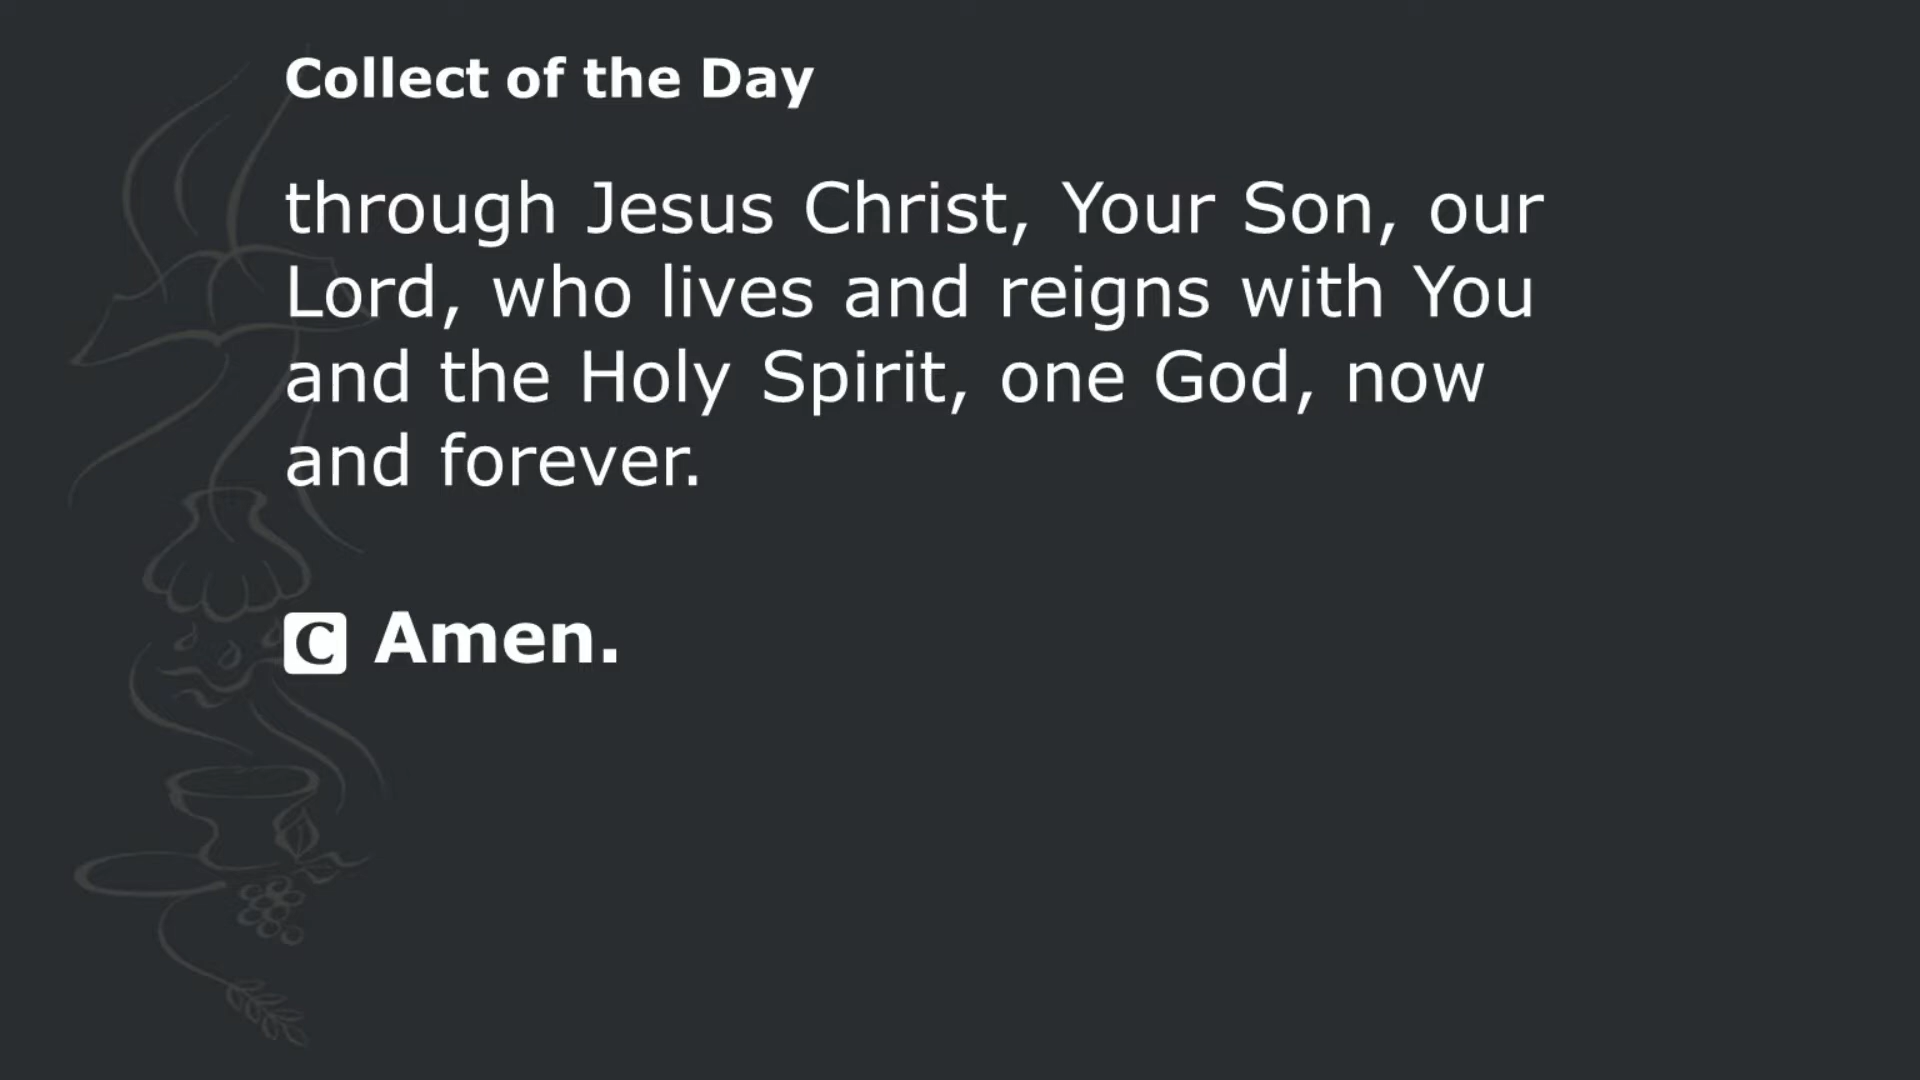 Collect of the Day
through Jesus Christ, Your Son, our
Lord, who lives and reigns with You
and the Holy Spirit, one God, now
and forever.
C Amen.